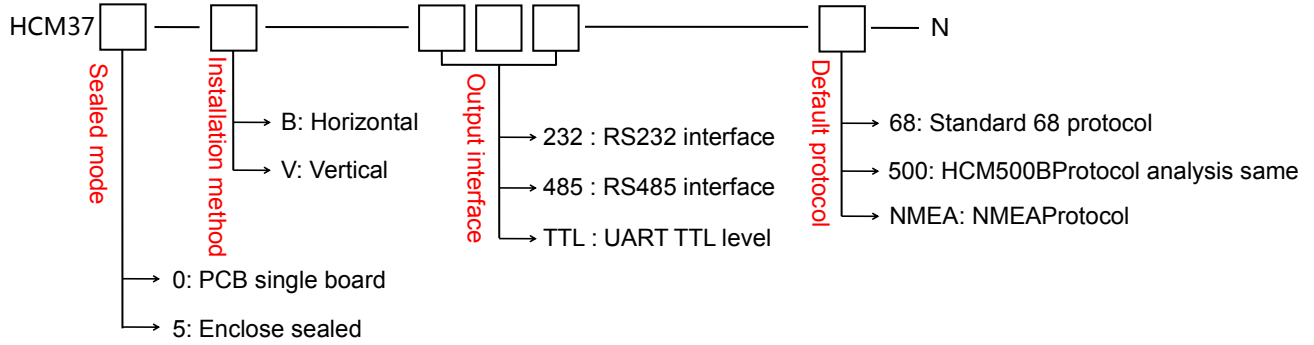 HCM37 N
Sealed mode
Installation method
Output interface
Default protocol
B: Horizontal
V: Vertical
232 : RS232 interface
485 : RS485 interface
TTL : UART TTL level
68: Standard 68 protocol
500: HCM500BProtocol analysis same
NMEA: NMEAProtocol
0: PCB single board
5: Enclose sealed